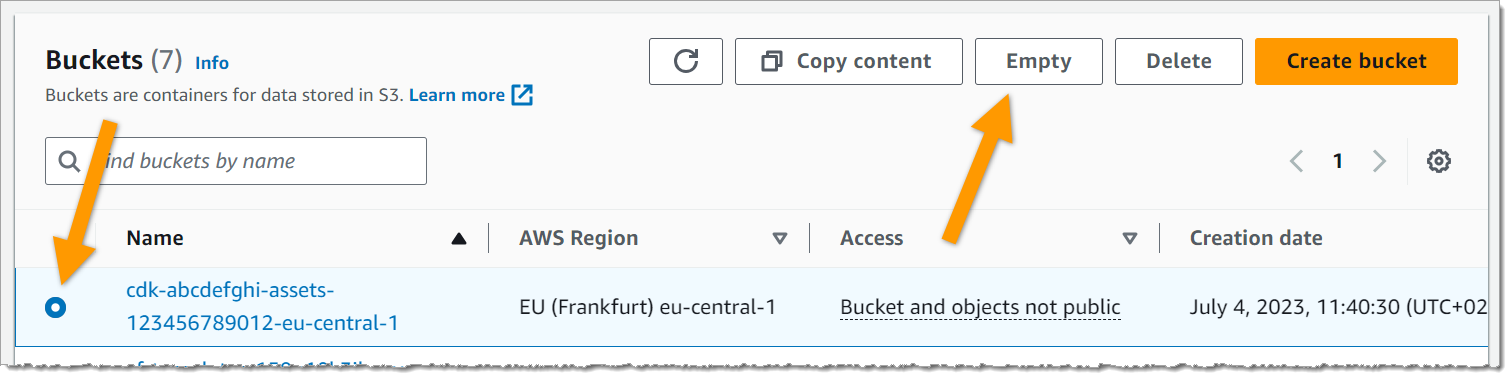 Buckets (7) Info
Copy content
Empty
Delete
Create bucket
Buckets are containers for data stored in S3. Learn more
buckets by name
1
Name
AWS Region
Access
Creation date
cdk-abcdefghi-assets-
123456789012-eu-central-1
EU (Frankfurt) eu-central-1
Bucket and objects not public
July 4, 2023, 11:40:30 (UTC+02